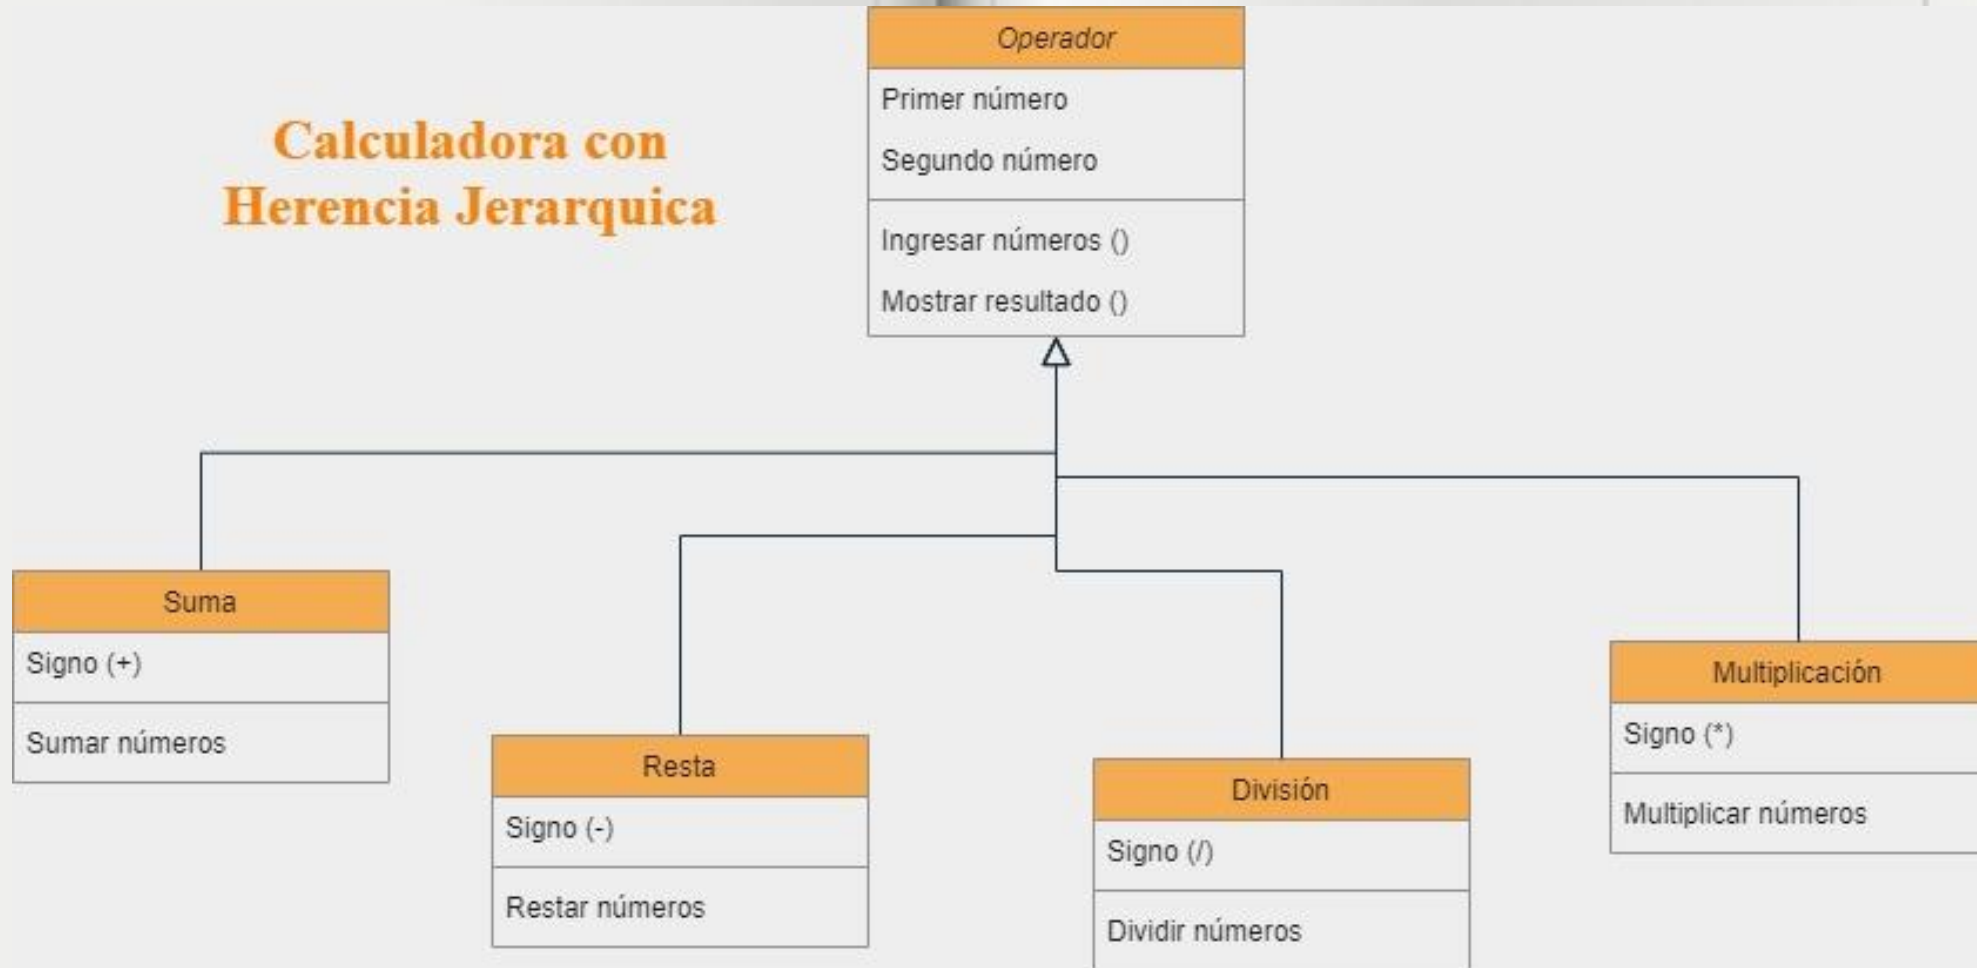 Operador
Primer número
Segundo número
Ingresar números ()
Mostrar resultado ()
Calculadora con
Herencia Jerarquica
Suma
Signo (+)
Sumar números
Resta
Signo (-)
Restar números
División
Signo (/)
Dividir números
Multiplicación
Signo (*)
Multiplicar números